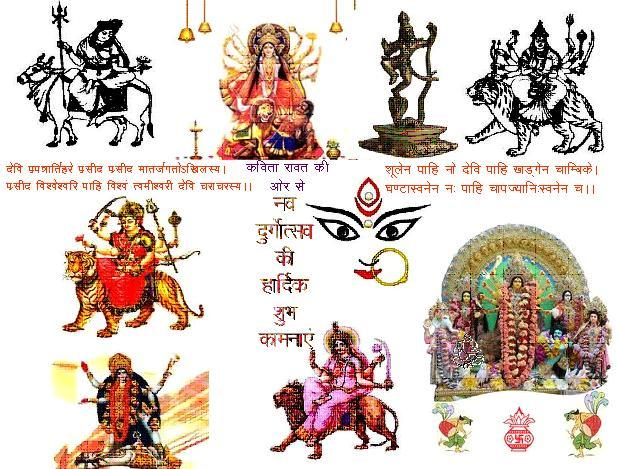 देवि प्रपन्नार्तिहरे प्रसीद प्रसीद मातर्जगतोऽखिलस्य।
प्रसीद विश्वेश्वरि पाहि विश्वं त्वमीश्वरी देवि चराचरस्य।।
कविता रावत की
ओर से
शूलेन पाहि नो देवि पाहि खड्गेन चाम्बिके।
घण्टास्वनेन नः पाहि चापज्यानिःस्वनेन च।।
नव
दुर्गोत्सव
की
हार्दिक
शुभ
कामनाएं